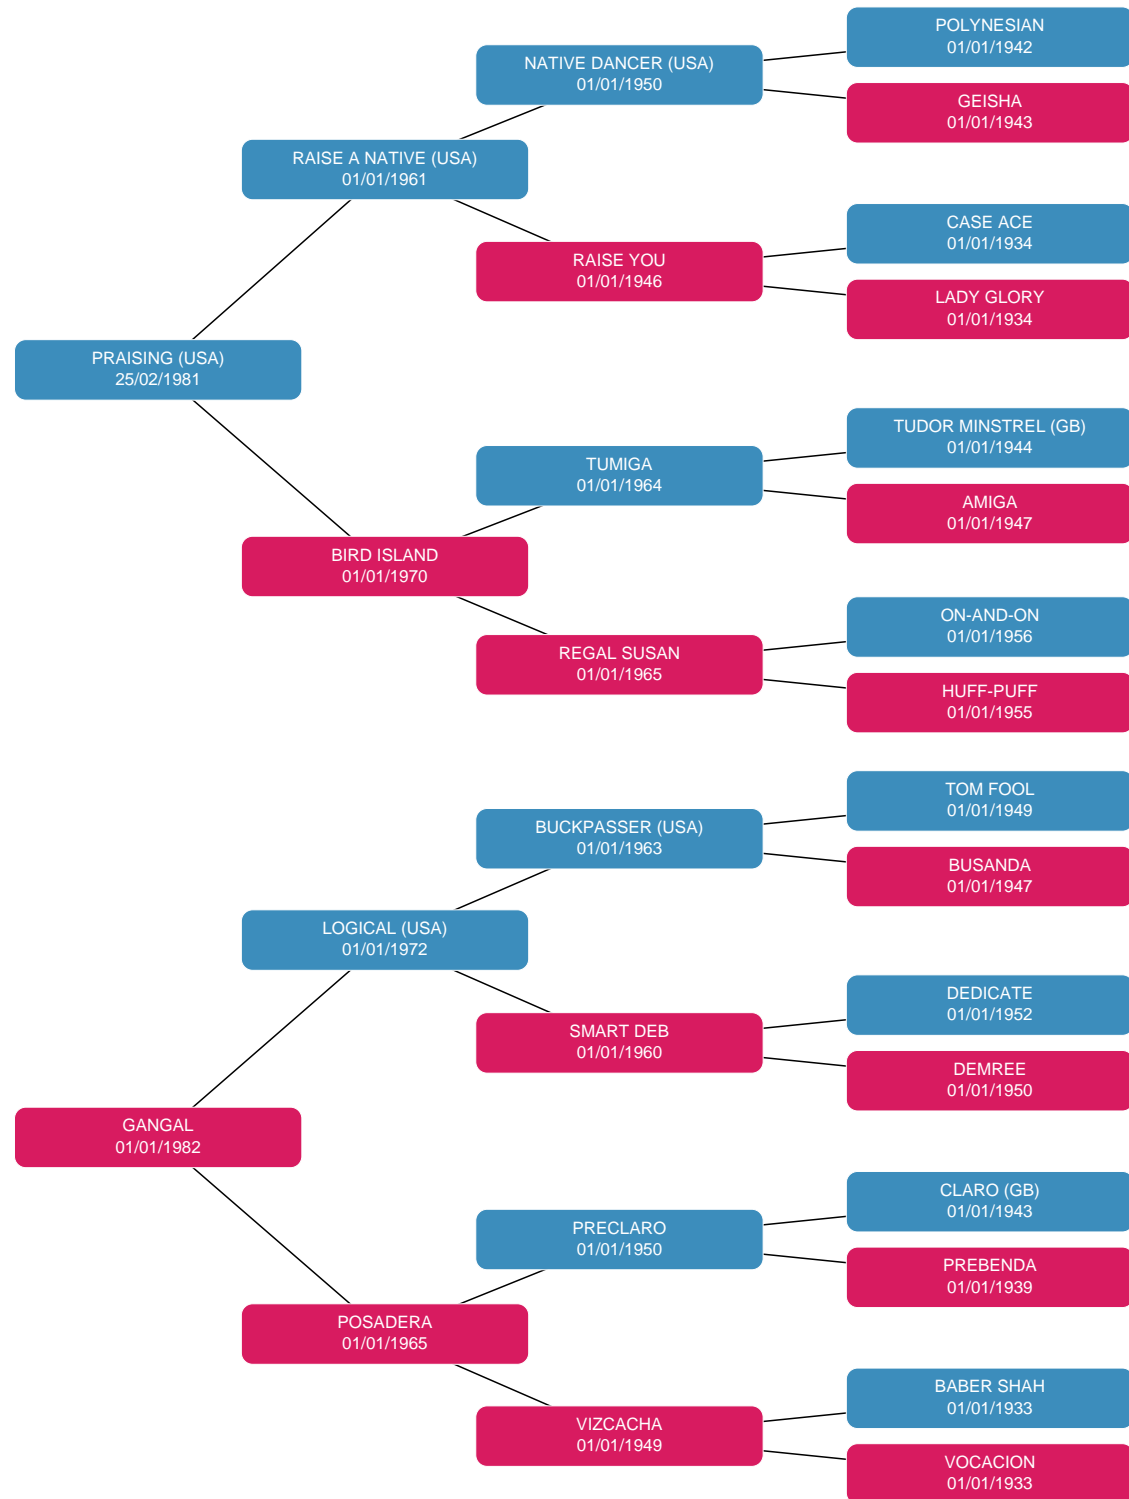 POLYNESIAN
01/01/1942
NATIVE DANCER (USA)
01/01/1950
GEISHA
01/01/1943
RAISE A NATIVE (USA)
01/01/1961
CASE ACE
01/01/1934
RAISE YOU
01/01/1946
LADY GLORY
01/01/1934
PRAISING (USA)
25/02/1981
TUDOR MINSTREL (GB)
01/01/1944
TUMIGA
01/01/1964
AMIGA
01/01/1947
BIRD ISLAND
01/01/1970
ON-AND-ON
01/01/1956
REGAL SUSAN
01/01/1965
HUFF-PUFF
01/01/1955
TOM FOOL
01/01/1949
BUCKPASSER (USA)
01/01/1963
BUSANDA
01/01/1947
LOGICAL (USA)
01/01/1972
DEDICATE
01/01/1952
SMART DEB
01/01/1960
DEMREE
01/01/1950
GANGAL
01/01/1982
CLARO (GB)
01/01/1943
PRECLARO
01/01/1950
PREBENDA
01/01/1939
POSADERA
01/01/1965
BABER SHAH
01/01/1933
VIZCACHA
01/01/1949
VOCACION
01/01/1933